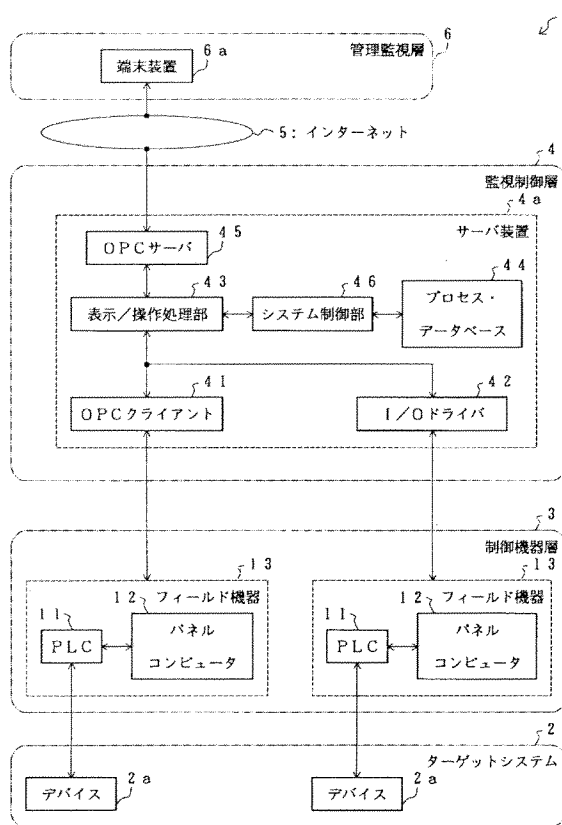 6
管理監視層
6a
端末装置
5:インターネット
4
監視制御層
4a
サーバ装置
OPCサーバ
45
43
46
44
表示/操作処理部
システム制御部
プロセス・
データベース
41
42
OPCクライアント
I/Oドライバ
3
制御機器層
13
13
11
12
フィールド機器
11
12
フィールド機器
PLC
パネル
コンピュータ
PLC
パネル
コンピュータ
2
ターゲットシステム
デバイス
2a
デバイス
2a